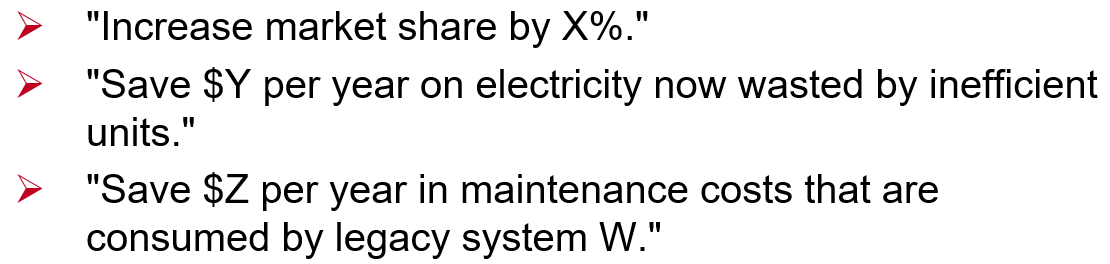 "Increase market share by X%."
"Save $Y per year on electricity now wasted by inefficient
units."
"Save $Z per year in maintenance costs that are
consumed by legacy system W."